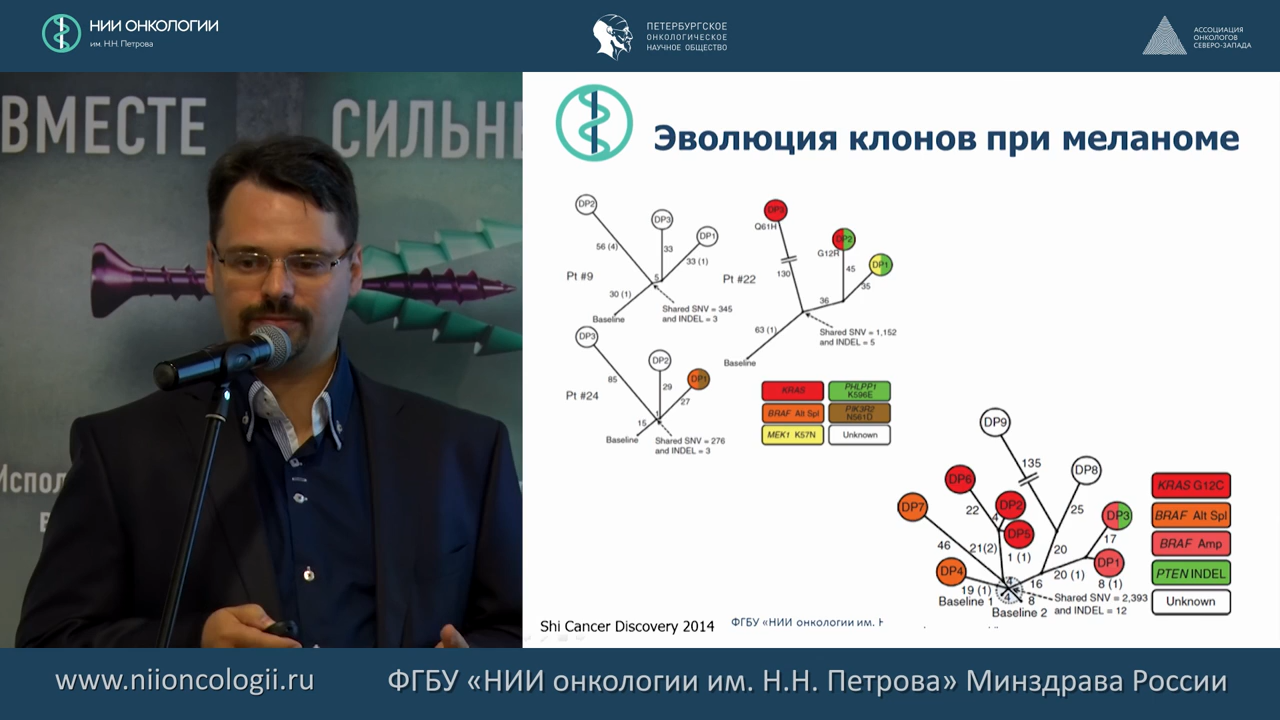 НИИ ОНКОЛОГИИ
им. Н.Н. Петрова
ПЕТЕРБУРГСКОЕ
ОНКОЛОГИЧЕСКОЕ
НАУЧНОЕ ОБЩЕСТВО
АССОЦИАЦИЯ
ОНКОЛОГОВ
СЕВЕРО-ЗАПАДА
ВМЕСТЕ
СИЛЬН
Испол
Эволюция клонов при меланоме
DP2
DP3
DP1
56 (4)
33
33 (1)
5
Pt #9
30 (1)
Baseline
Shared SNV = 345
and INDEL = 3
DP3
Q61H
DP2
G12R
DP1
130
45
35
Pt #22
36
63 (1)
Shared SNV = 1,152
and INDEL = 5
Baseline
DP3
DP2
DP1
85
29
27
Pt #24
1
15
Baseline
Shared SNV = 276
and INDEL = 3
KRAS
PHLPP1
K596E
BRAF Alt Spl
PIK3R2
N561D
MEK1 K57N
Unknown
DP9
135
DP8
DP6
DP2
DP7
22
4
25
DP3
DP5
17
46
21(2)
1 (1)
20
DP1
DP4
20 (1)
8 (1)
19 (1)
4
4
16
8
Baseline 1
Baseline 2
Shared SNV = 2,393
and INDEL = 12
KRAS G12C
BRAF Alt Spl
BRAF Amp
PTEN INDEL
Unknown
Shi Cancer Discovery 2014
ФГБУ «НИИ онкологии им. Н
www.niioncologii.ru
ФГБУ «НИИ онкологии им. Н.Н. Петрова» Минздрава России